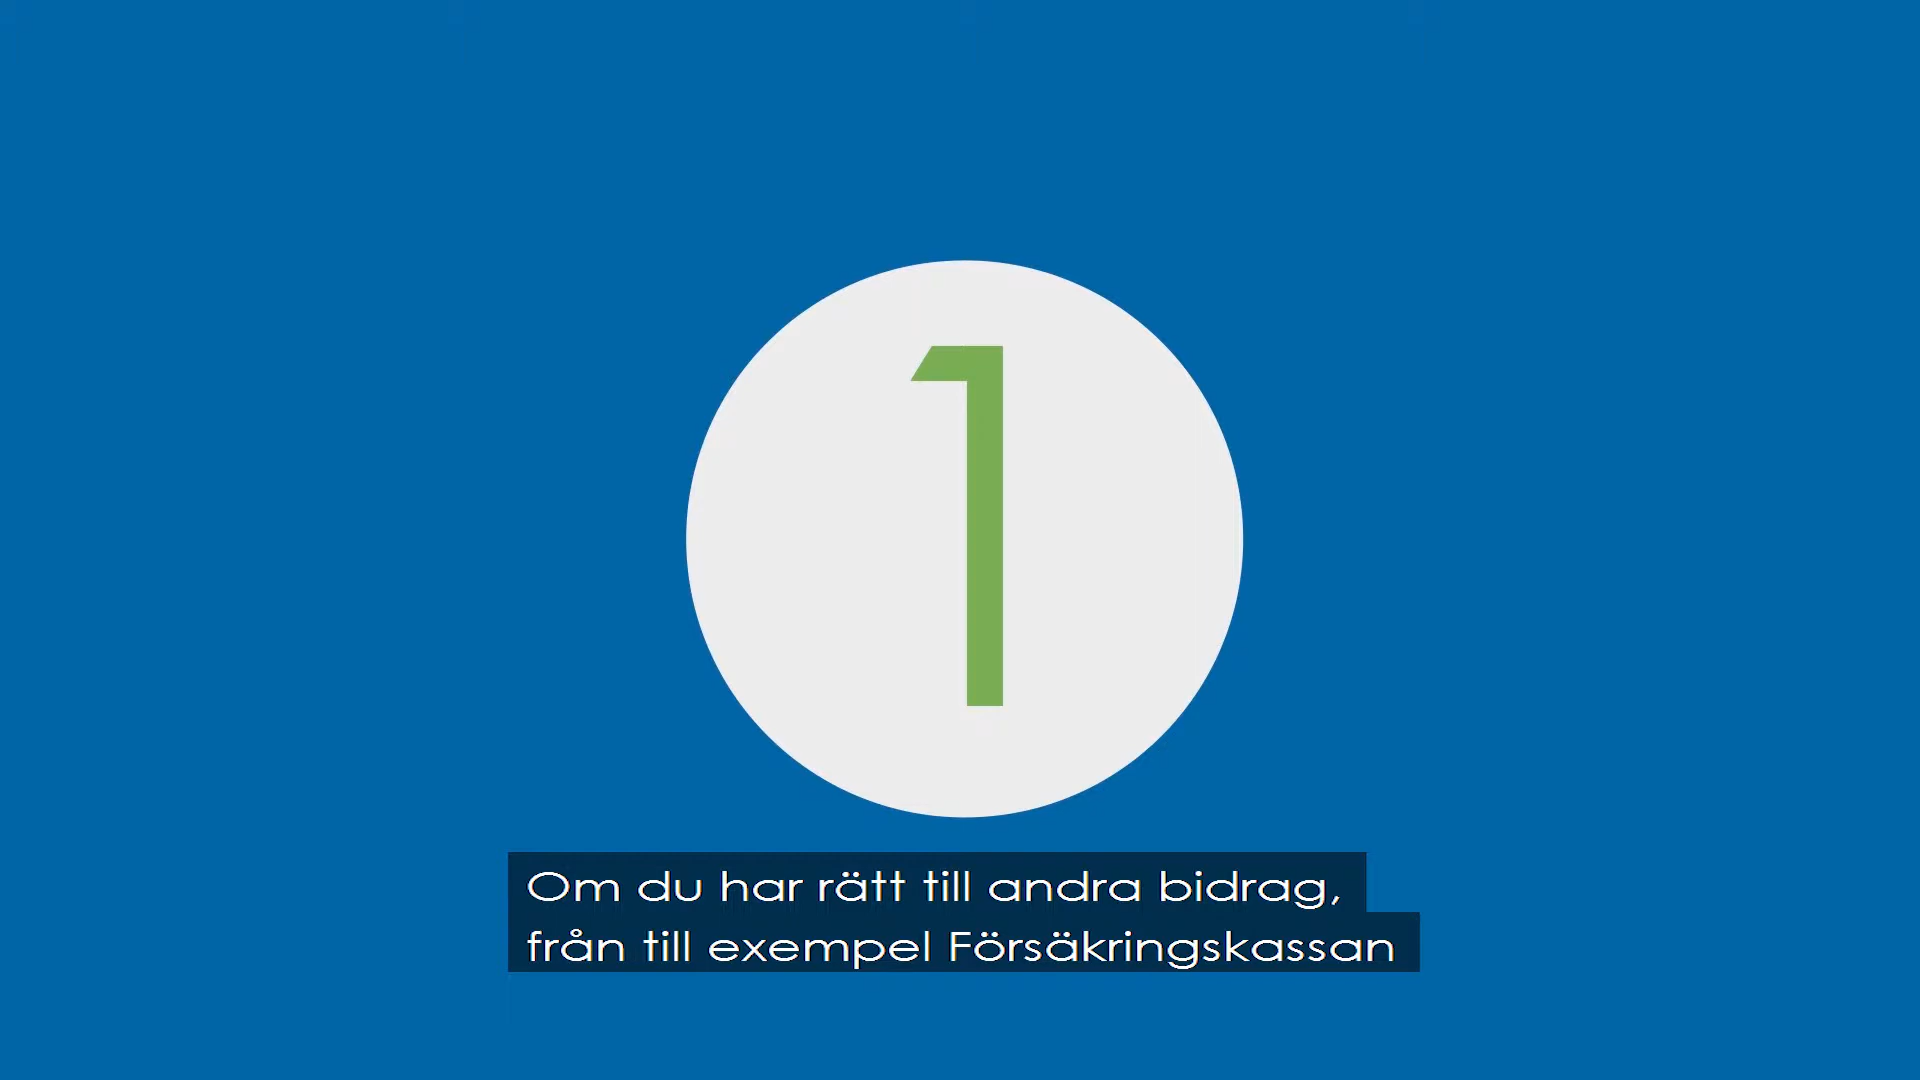 1
Om du har rätt till andra bidrag,
från till exempel Försäkringskassan